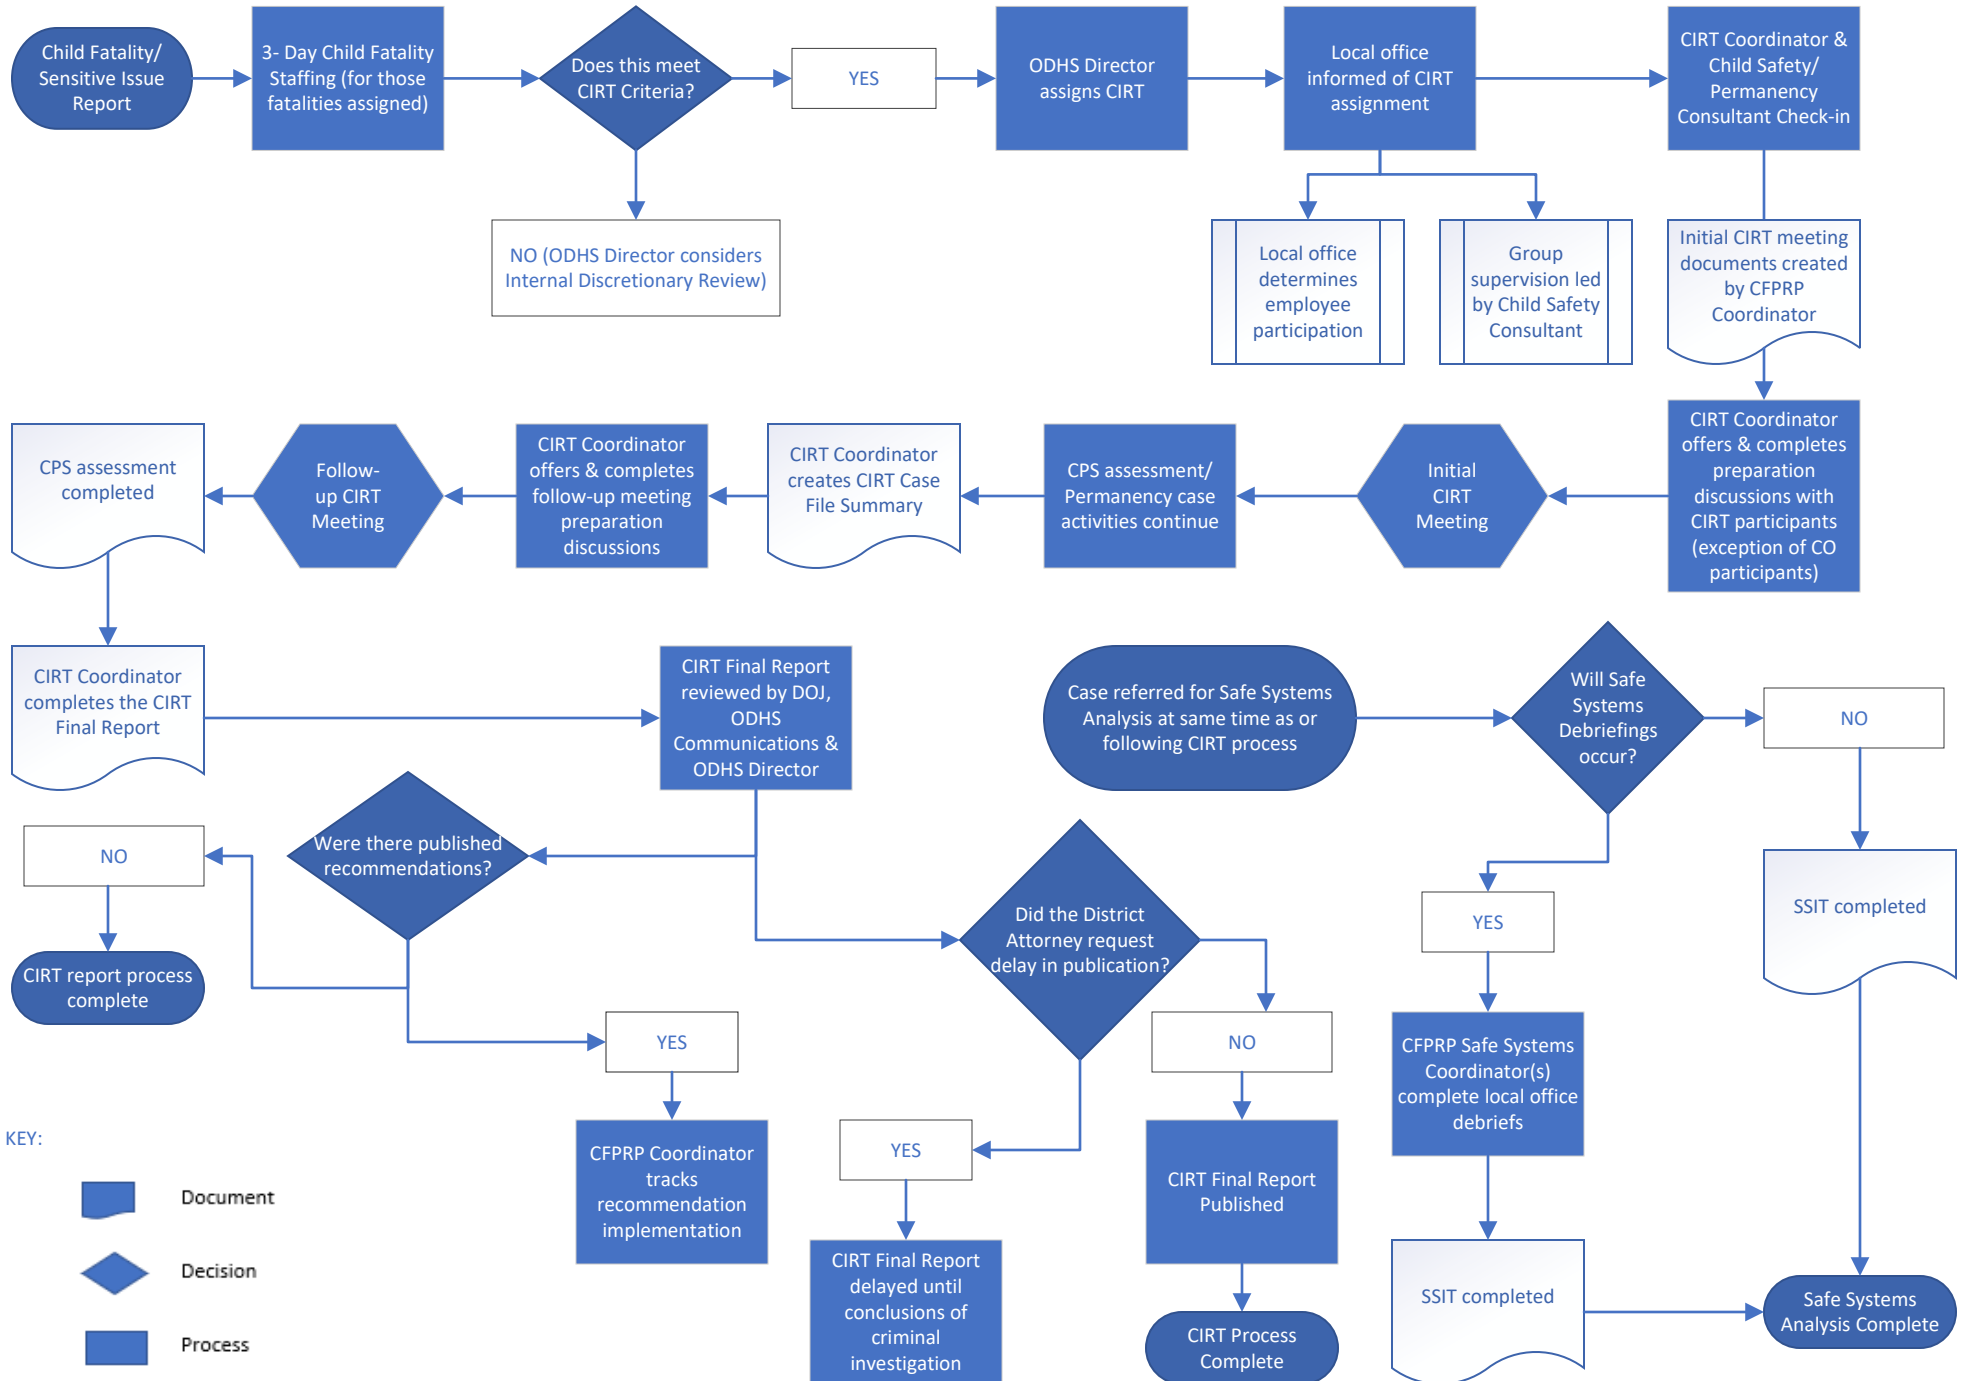 Child Fatality/
Sensitive Issue
Report
3- Day Child Fatality
Staffing (for those
fatalities assigned)
Does this meet
CIRT Criteria?
YES
ODHS Director
assigns CIRT
Local office
informed of CIRT
assignment
CIRT Coordinator &
Child Safety/
Permanency
Consultant Check-in
NO (ODHS Director considers
Internal Discretionary Review)
Local office
determines
employee
participation
Group
supervision led
by Child Safety
Consultant
Initial CIRT meeting
documents created
by CFPRP
Coordinator
CPS assessment
completed
Follow-
up CIRT
Meeting
CIRT Coordinator
offers & completes
follow-up meeting
preparation
discussions
CIRT Coordinator
creates CIRT Case
File Summary
CPS assessment/
Permanency case
activities continue
Initial
CIRT
Meeting
CIRT Coordinator
offers & completes
preparation
discussions with
CIRT participants
(exception of CO
participants)
CIRT Coordinator
completes the CIRT
Final Report
CIRT Final Report
reviewed by DOJ,
ODHS
Communications &
ODHS Director
Case referred for Safe Systems
Analysis at same time as or
following CIRT process
Will Safe
Systems
Debriefings
occur?
NO
NO
Were there published
recommendations?
Did the District
Attorney request
delay in publication?
YES
SSIT completed
CIRT report process
complete
YES
NO
CFPRP Safe Systems
Coordinator(s)
complete local office
debriefs
KEY:
Document
Decision
Process
CFPRP Coordinator
tracks
recommendation
implementation
YES
CIRT Final Report
Published
CIRT Final Report
delayed until
conclusions of
criminal
investigation
CIRT Process
Complete
SSIT completed
Safe Systems
Analysis Complete